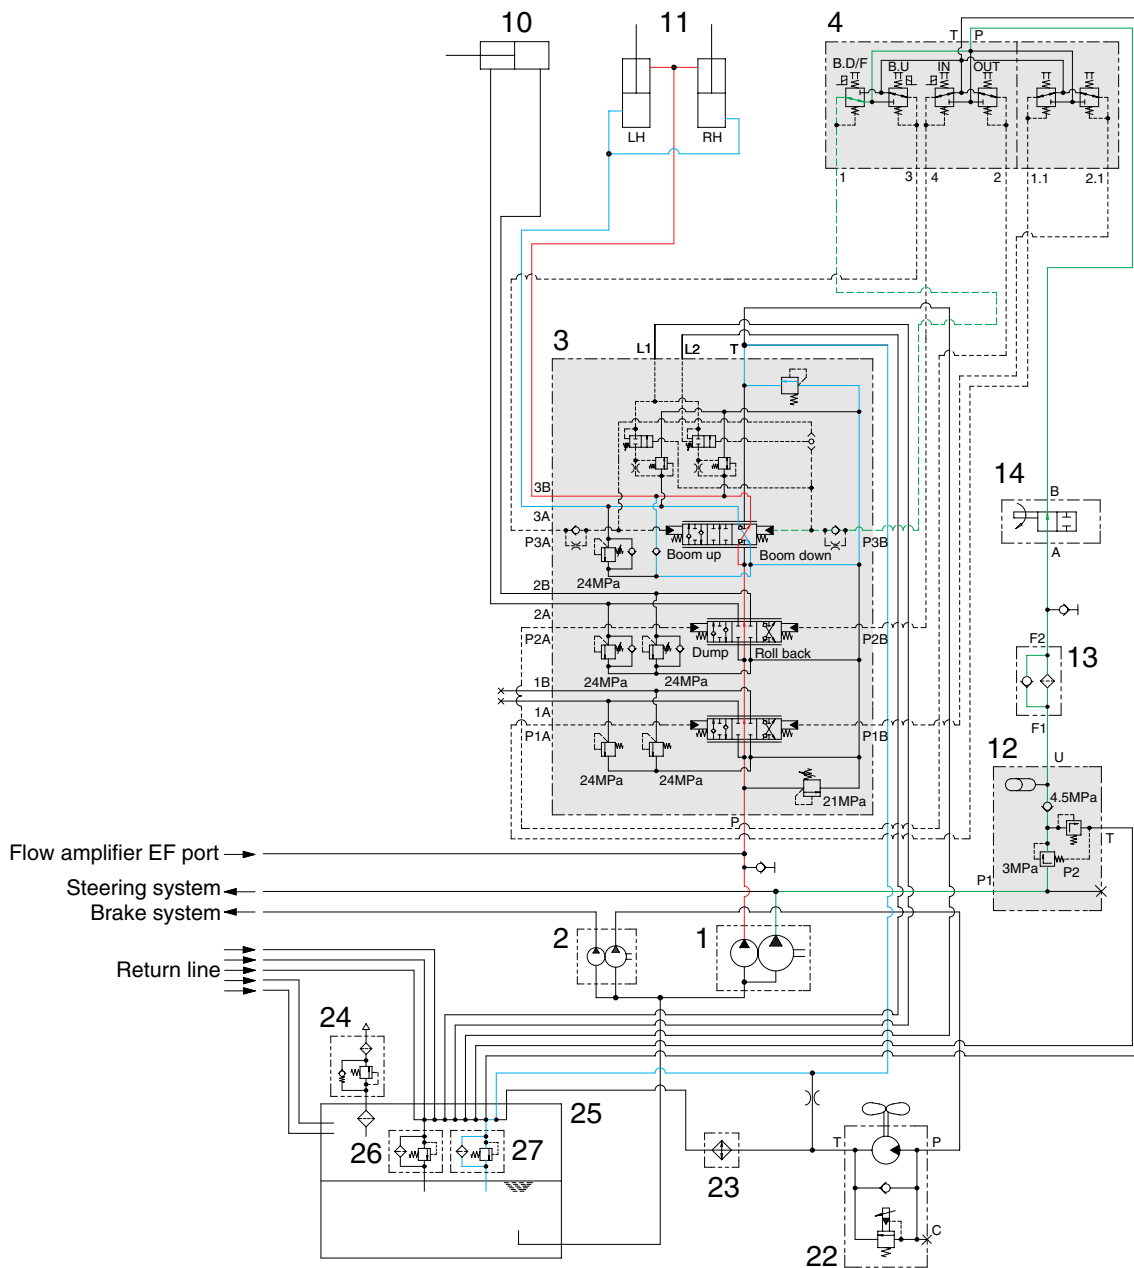 10
11
4
T P
B.D/F B.U IN OUT
LH RH
1 3 4 2 1.1 2.1
3
L1 L2 T
14
B
A
3B
3A
P3A Boom up Boom down P3B
24MPa
2B
2A
P2A Dump Roll back P2B
24MPa 24MPa
1B
1A
P1A P1B
24MPa 24MPa
21MPa
P
F2
13
F1
12
U
4.5MPa
T
3MPa P2
P1
Flow amplifier EF port
Steering system
Brake system
2
1
Return line
24
25
26
27
23
T P
C
22